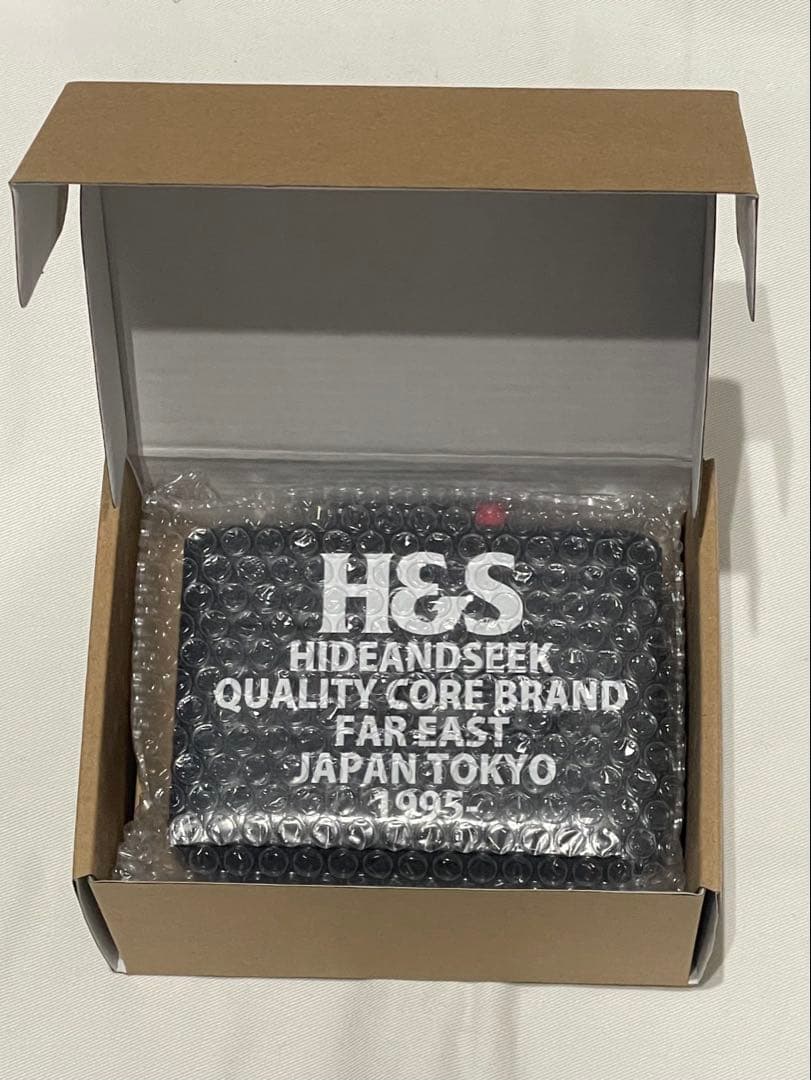 H&S
HIDEANDSEEK
QUALITY CORE BRAND
FAR EAST
JAPAN TOKYO
1995-